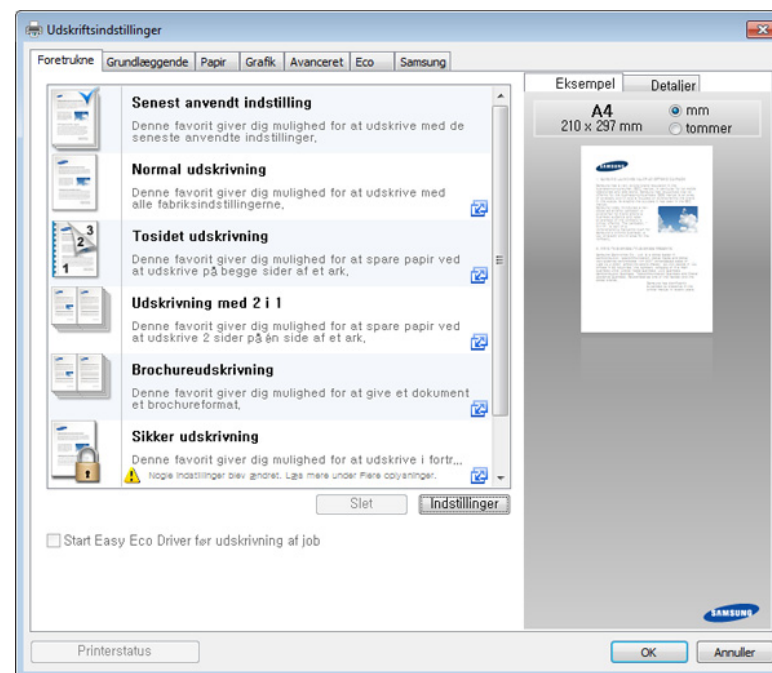 Udskriftsindstillinger
Foretrukne Grundlæggende Papir Grafik Avanceret Eco Samsung
Senest anvendt indstilling
Denne favorit giver dig mulighed for at udskrive med de
seneste anvendte indstillinger,
Normal udskrivning
Denne favorit giver dig mulighed for at udskrive med
alle fabriksindstillingerne,
Tosidet udskrivning
Denne favorit giver dig mulighed for at spare papir ved
at udskrive på begge sider af et ark,
Udskrivning med 2 i 1
Denne favorit giver dig mulighed for at spare papir ved
at udskrive 2 sider på én side af et ark,
Brochureudskrivning
Denne favorit giver dig mulighed for at give et dokument
et brochureformat,
Sikker udskrivning
Denne favorit giver dig mulighed for at udskrive i fortr...
Nogle indstillinger blev ændret. Læs mere under Flere oplysninger.
Slet Indstillinger
Start Easy Eco Driver før udskrivning af job
Eksempel Detaljer
A4
210 x 297 mm
mm
tommer
SAMSUNG
SAMSUNG
Printerstatus
OK Annuller